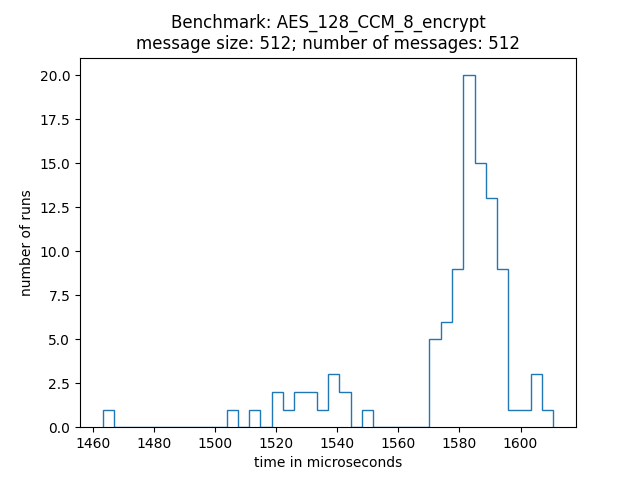 Benchmark: AES_128_CCM_8_encrypt
message size: 512; number of messages: 512
20.0
17.5
15.0
12.5
10.0
7.5
5.0
2.5
0.0
number of runs
1460 1480 1500 1520 1540 1560 1580 1600
time in microseconds